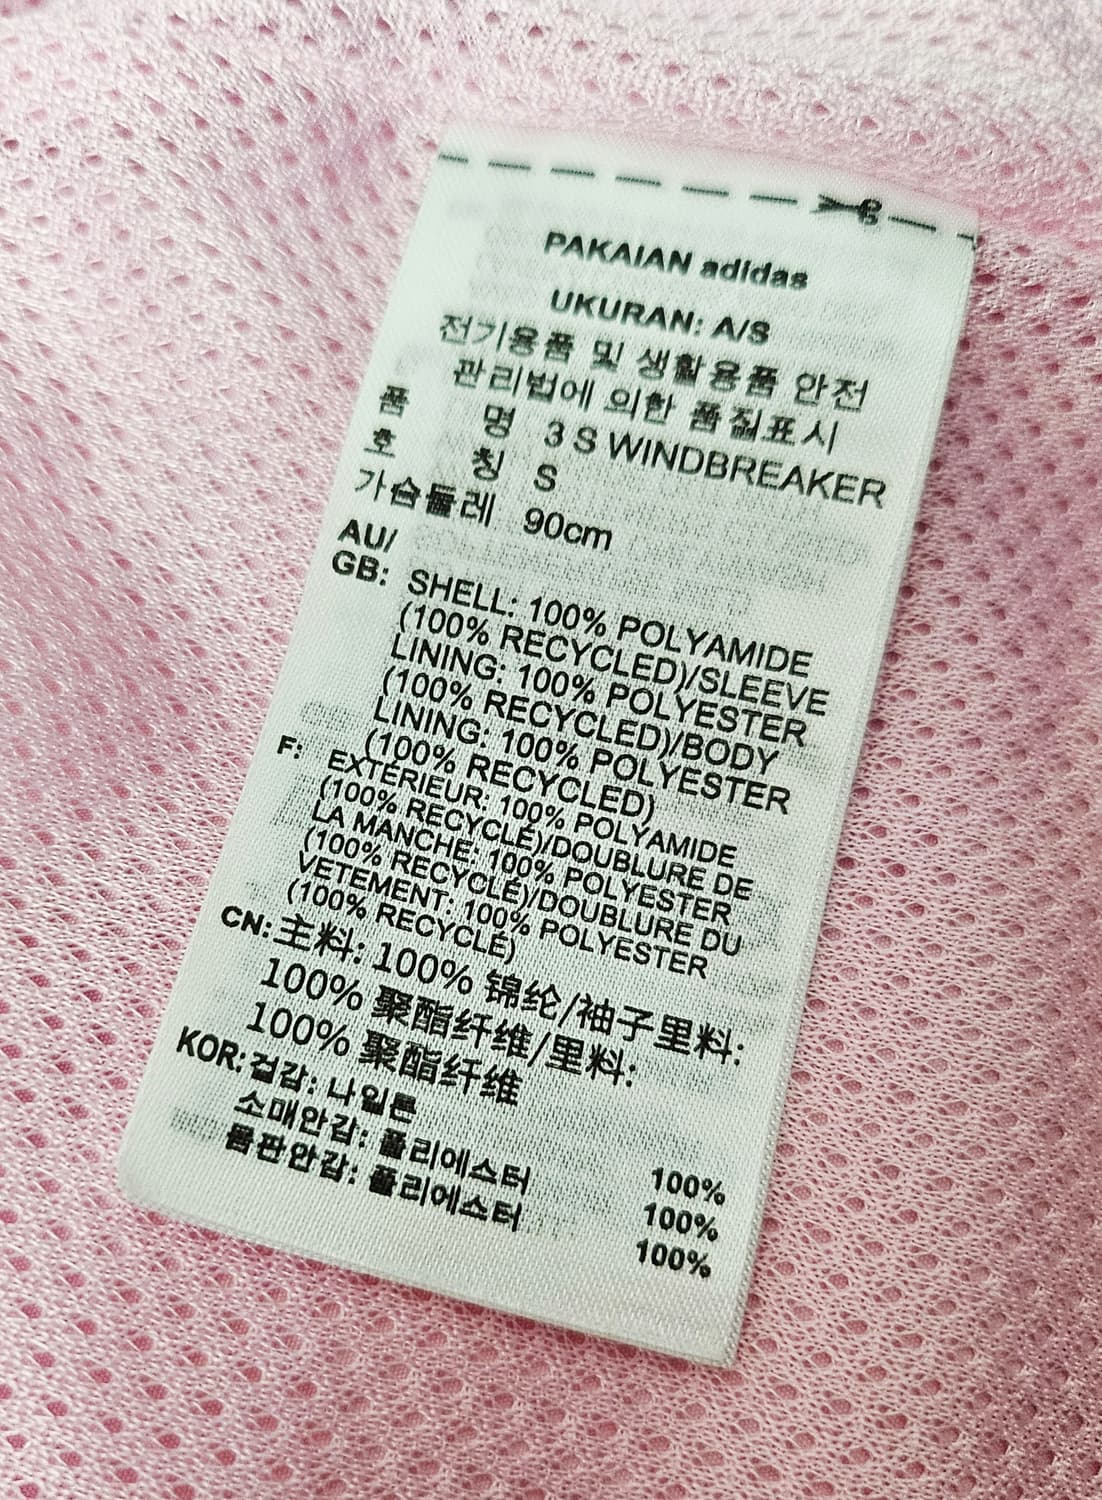 PAKAIAN adidas
UKURAN: A/S
전기용품 및 생활용품 안전
관리법에 의한 품질표시
품 명 3 S WINDBREAKER
호 칭 S
가슴둘레 90cm
AU/
GB: SHELL: 100% POLYAMIDE
(100% RECYCLED)/SLEEVE
LINING: 100% POLYESTER
(100% RECYCLED)/BODY
LINING: 100% POLYESTER
(100% RECYCLED)
F: EXTÉRIEUR: 100% POLYAMIDE
(100% RECYCLÉ)/DOUBLURE DE
LA MANCHE: 100% POLYESTER
(100% RECYCLÉ)/DOUBLURE DU
VETEMENT: 100% POLYESTER
(100% RECYCLÉ)
CN: 主料: 100% 锦纶/袖子里料:
100% 聚酯纤维/里料:
100% 聚酯纤维
KOR: 겉감: 나일론 100%
소매안감: 폴리에스터 100%
몸판안감: 폴리에스터 100%